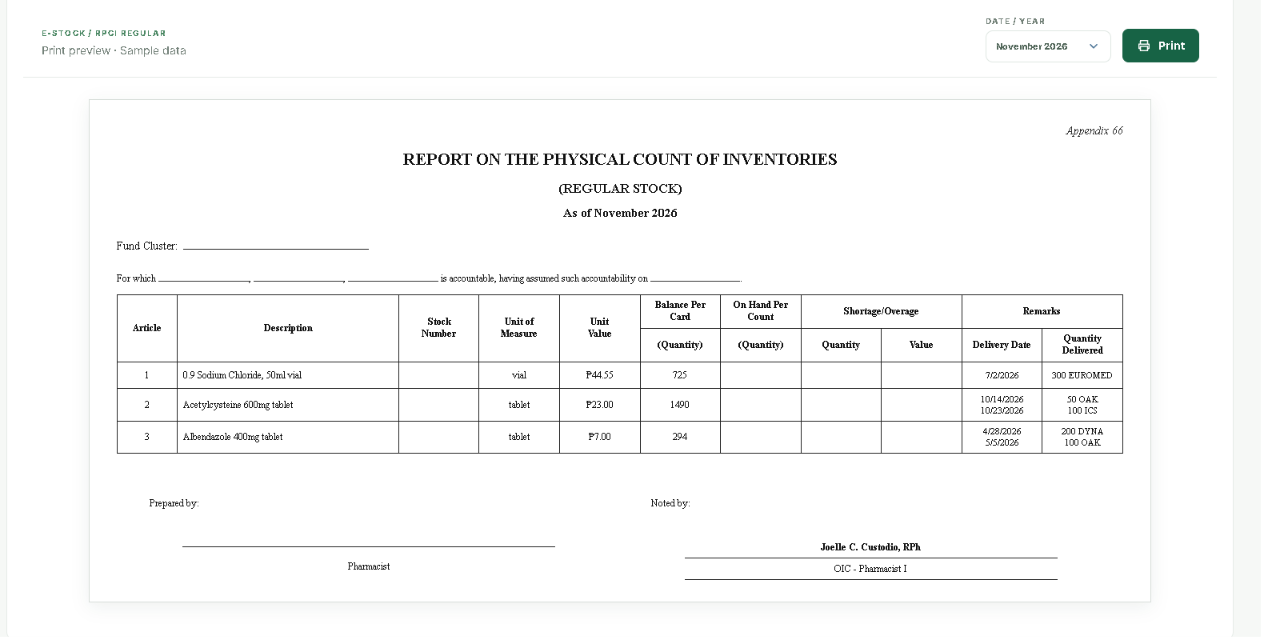 E-STOCK / RPCI REGULAR
Print preview · Sample data
DATE / YEAR
November 2026
Print
Appendix 66
REPORT ON THE PHYSICAL COUNT OF INVENTORIES
(REGULAR STOCK)
As of November 2026
Fund Cluster: ____________________
For which ____________, ____________, ____________ is accountable, having assumed such accountability on ____________.
Article Description Stock Number Unit of Measure Unit Value Balance Per Card On Hand Per Count Shortage/Overage Remarks
(Quantity) (Quantity) Quantity Value Delivery Date Quantity Delivered
1 0.9 Sodium Chloride, 50ml vial vial ₱44.55 725 7/2/2026 300 EUROMED
2 Acetylcysteine 600mg tablet tablet ₱23.00 1490 10/14/2026 50 OAK
10/23/2026 100 ICS
3 Albendazole 400mg tablet tablet ₱7.00 294 4/28/2026 200 DYNA
5/5/2026 100 OAK
Prepared by: Noted by:
Joelle C. Custodio, RPh
Pharmacist OIC - Pharmacist I